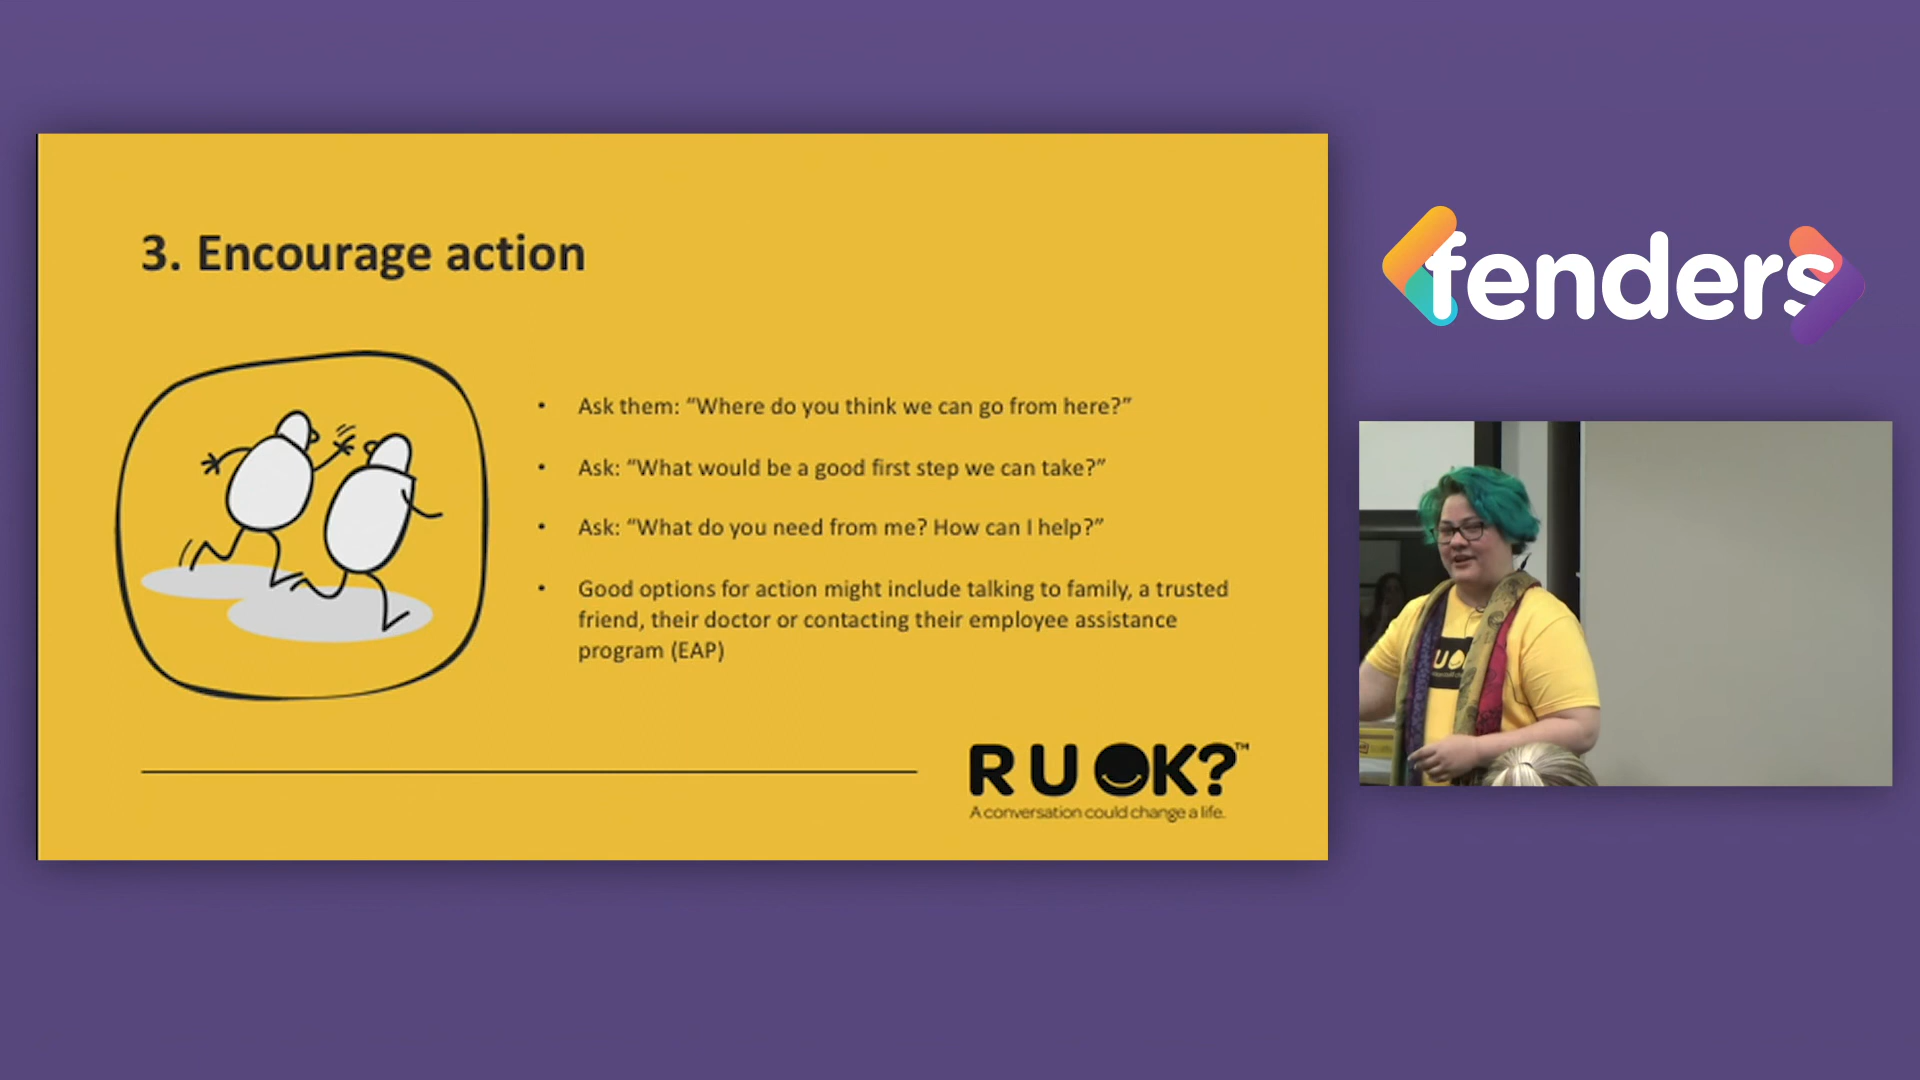 3. Encourage action
• Ask them: “Where do you think we can go from here?”
• Ask: “What would be a good first step we can take?”
• Ask: “What do you need from me? How can I help?”
• Good options for action might include talking to family, a trusted
friend, their doctor or contacting their employee assistance
program (EAP)
R U OK?™
A conversation could change a life.
fenders